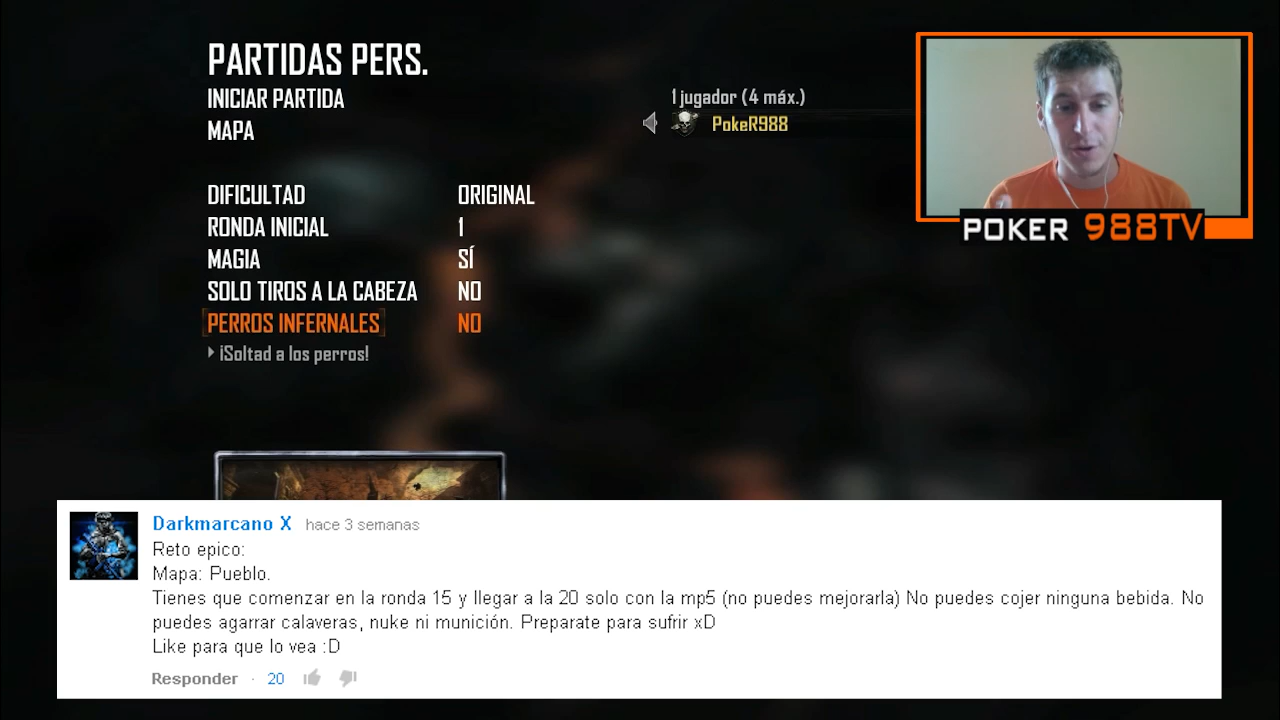 PARTIDAS PERS.
INICIAR PARTIDA
MAPA
1 jugador (4 máx.)
PokeR988
DIFICULTAD ORIGINAL
RONDA INICIAL 1
MAGIA SÍ
SOLO TIROS A LA CABEZA NO
PERROS INFERNALES NO
¡Soltad a los perros!
POKER 988TV
Darkmarcano X hace 3 semanas
Reto epico:
Mapa: Pueblo.
Tienes que comenzar en la ronda 15 y llegar a la 20 solo con la mp5 (no puedes mejorarla) No puedes cojer ninguna bebida. No
puedes agarrar calaveras, nuke ni munición. Preparate para sufrir xD
Like para que lo vea :D
Responder · 20